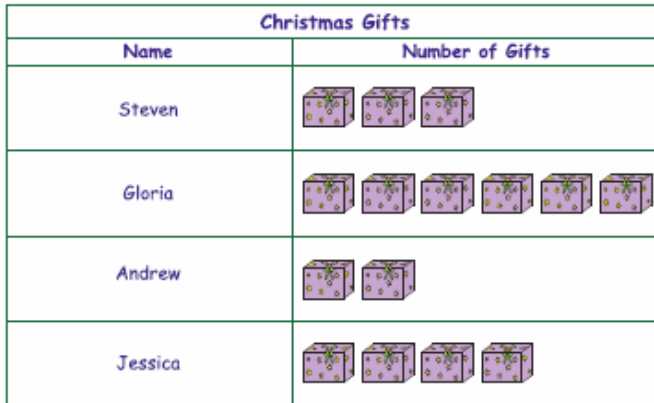 Christmas Gifts
Name Number of Gifts
Steven
Gloria
Andrew
Jessica